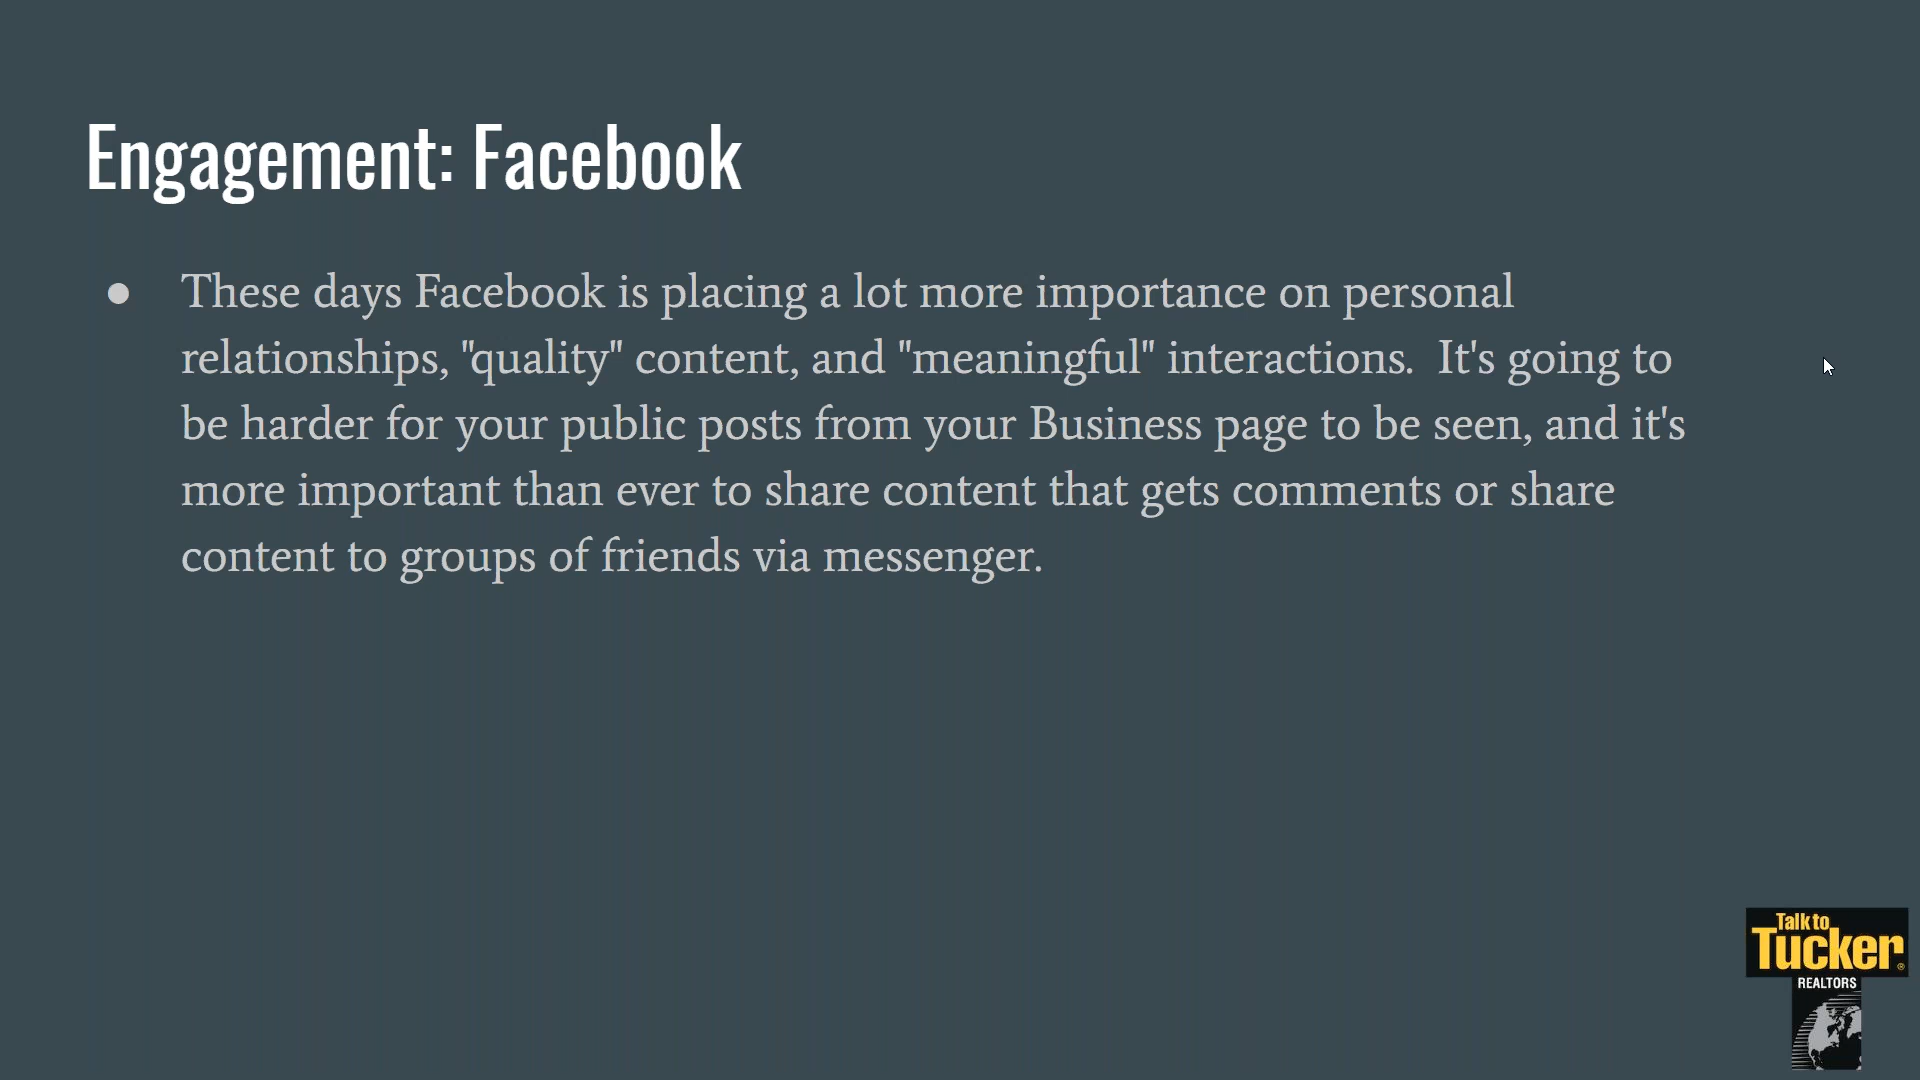 Engagement: Facebook
● These days Facebook is placing a lot more importance on personal
relationships, "quality" content, and "meaningful" interactions.  It's going to
be harder for your public posts from your Business page to be seen, and it's
more important than ever to share content that gets comments or share
content to groups of friends via messenger.
Talk to
Tucker®
REALTORS